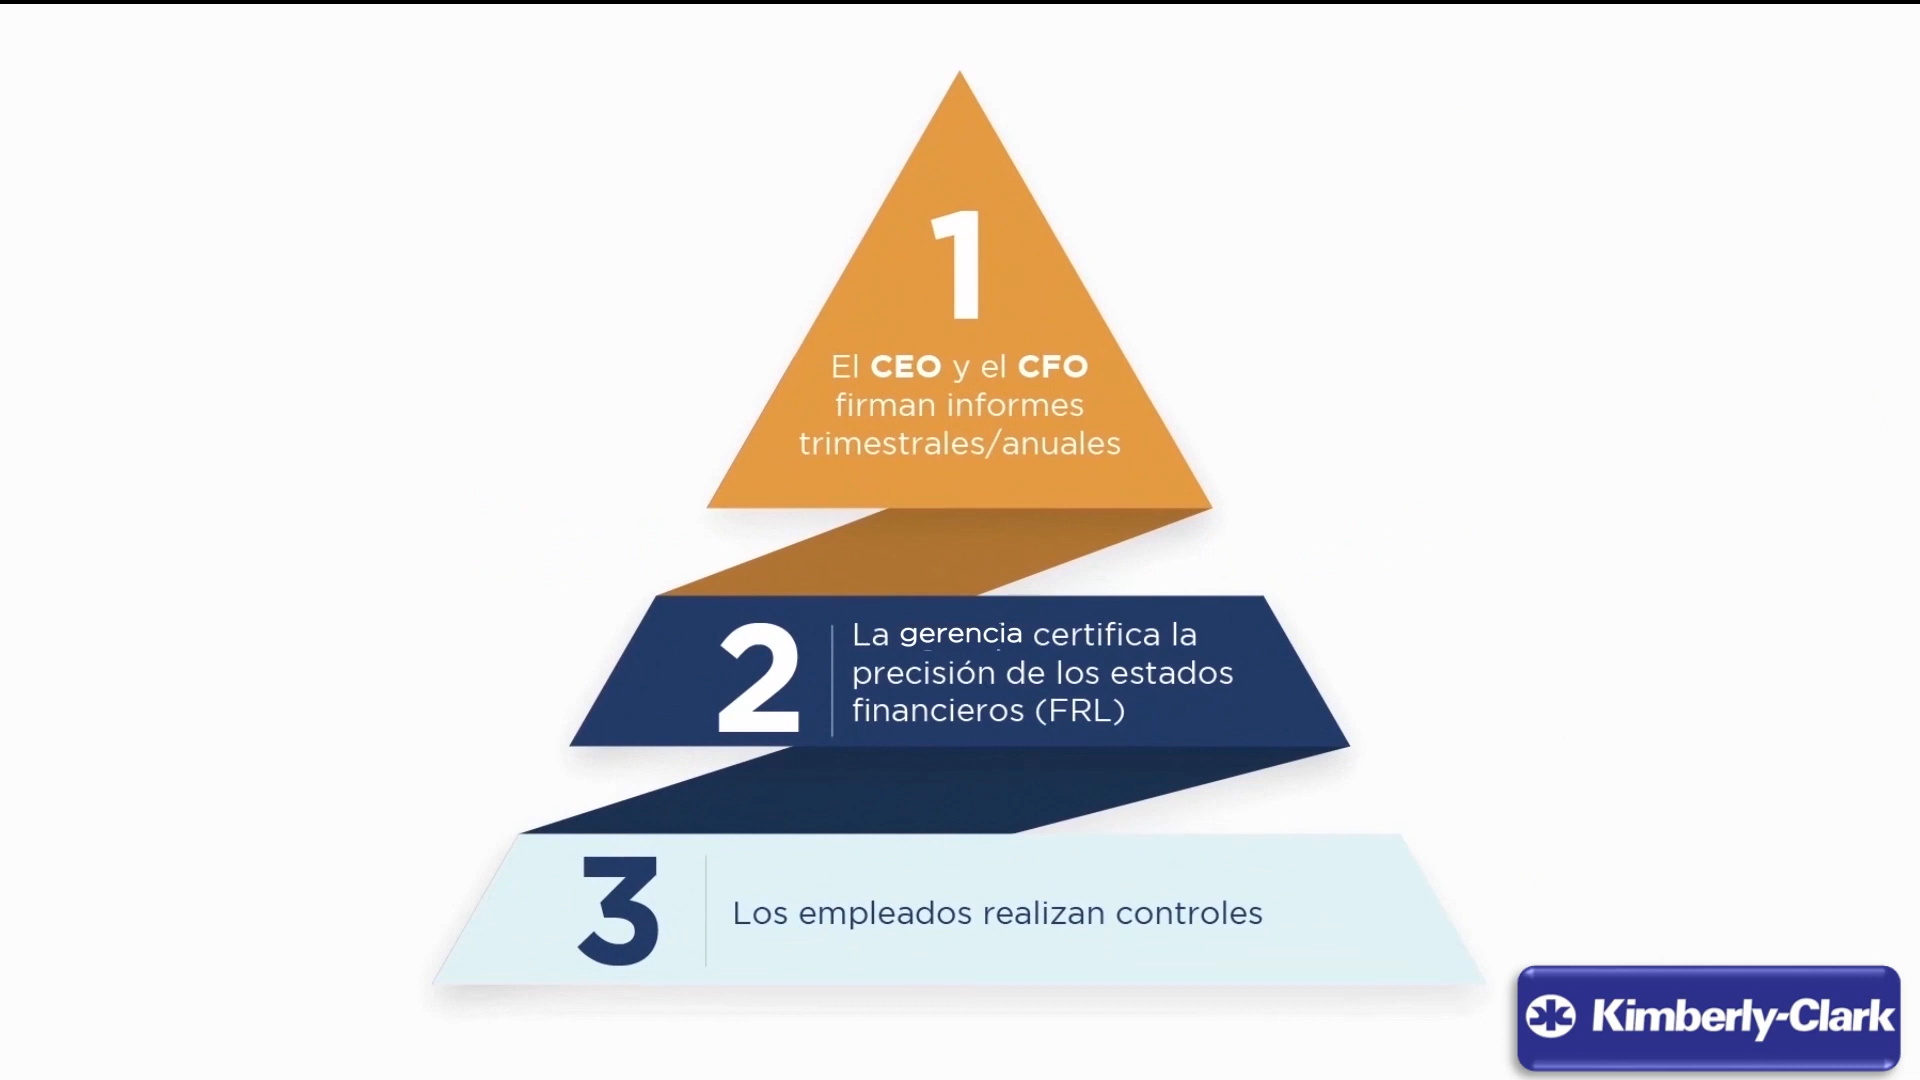 1
El CEO y el CFO
firman informes
trimestrales/anuales
2
La gerencia certifica la
precisión de los estados
financieros (FRL)
3
Los empleados realizan controles
Kimberly-Clark